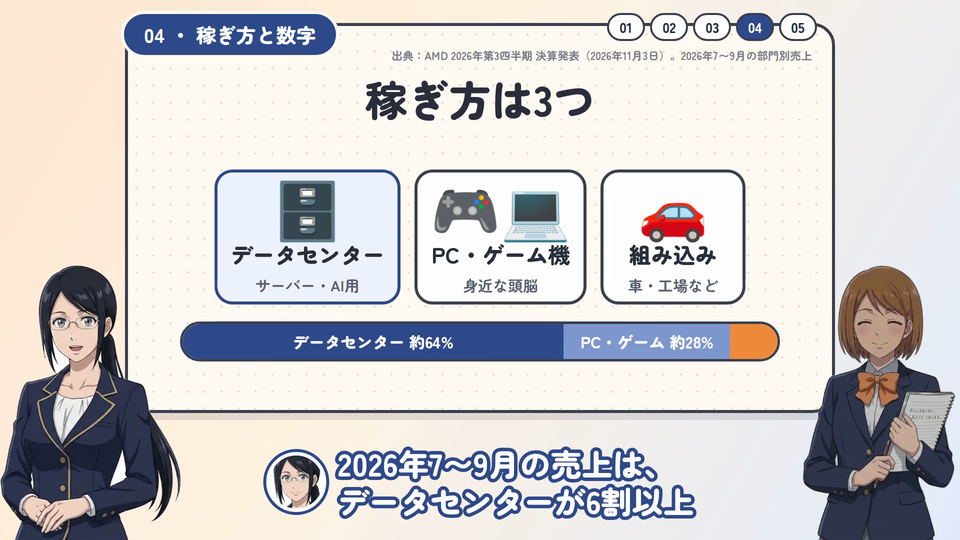 04 ・ 稼ぎ方と数字
01 02 03 04 05
出典：AMD 2026年第3四半期 決算発表（2026年11月3日）。2026年7〜9月の部門別売上
稼ぎ方は3つ
データセンター
サーバー・AI用
PC・ゲーム機
身近な頭脳
組み込み
車・工場など
データセンター 約64%
PC・ゲーム 約28%
2026年7〜9月の売上は、
データセンターが6割以上